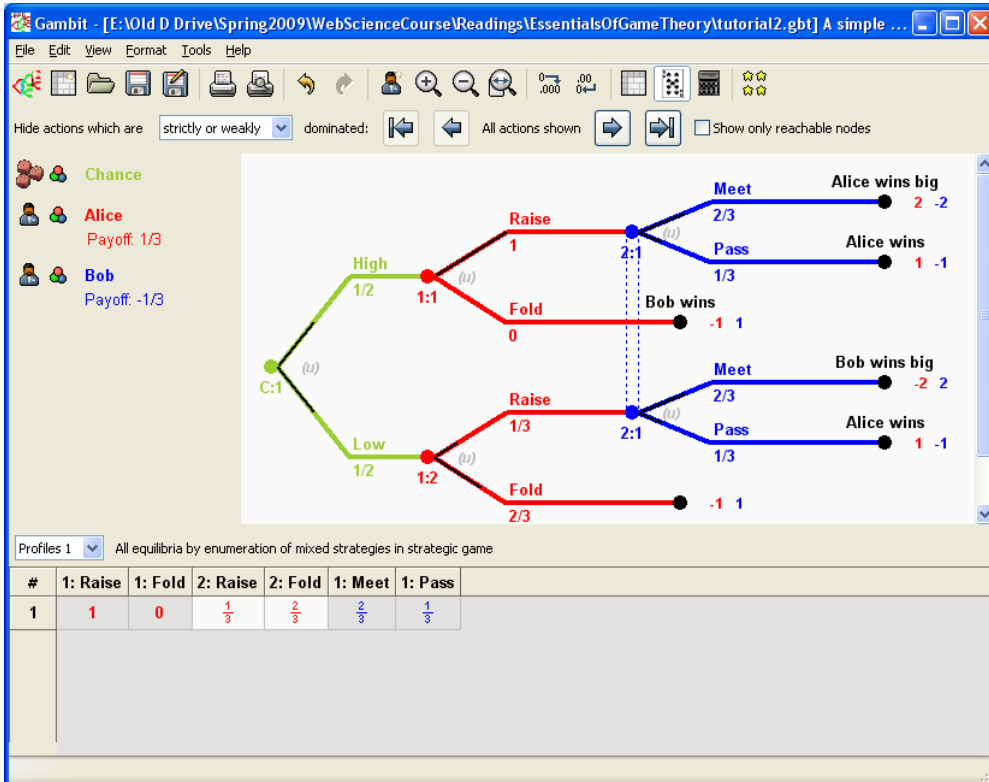 Gambit - [E:\Old D Drive\Spring2009\WebScienceCourse\Readings\EssentialsOfGameTheory\tutorial2.gbt] A simple ...
File Edit View Format Tools Help
0 .000 .00 0
Hide actions which are strictly or weakly dominated: All actions shown Show only reachable nodes
Chance
Alice
Payoff: 1/3
Bob
Payoff: -1/3
C:1
(u)
High
1/2
Low
1/2
1:1
(u)
Raise
1
Fold
0
Bob wins
-1 1
2:1
(u)
Meet
2/3
Alice wins big
2 -2
Pass
1/3
Alice wins
1 -1
1:2
(u)
Raise
1/3
Fold
2/3
-1 1
2:1
(u)
Meet
2/3
Bob wins big
-2 2
Pass
1/3
Alice wins
1 -1
Profiles 1 All equilibria by enumeration of mixed strategies in strategic game
# 1: Raise 1: Fold 2: Raise 2: Fold 1: Meet 1: Pass
1 1 0 1/3 2/3 2/3 1/3